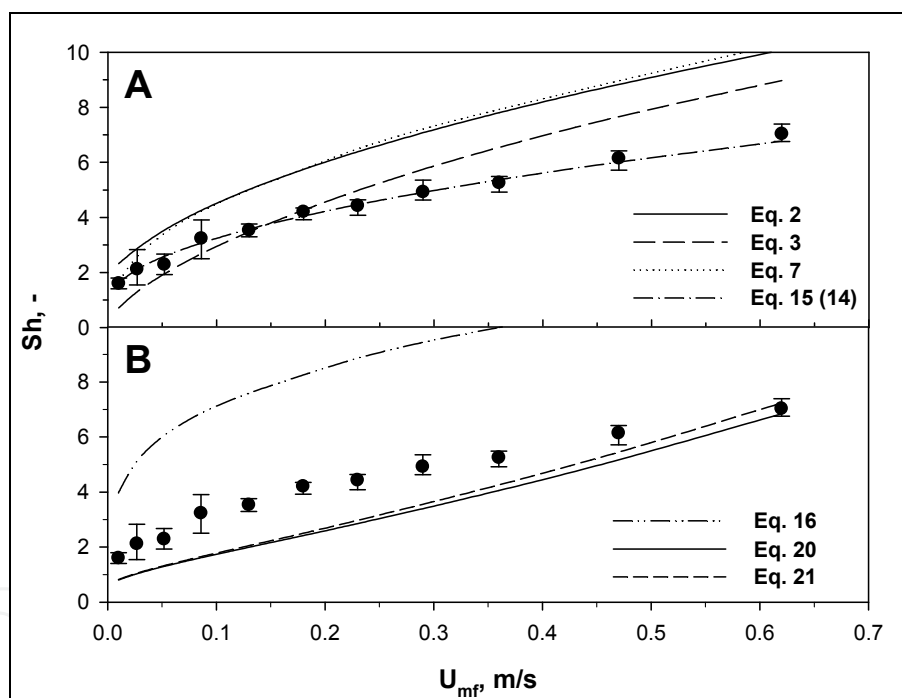 10
A
8
6
4
2
0
Eq. 2
Eq. 3
Eq. 7
Eq. 15 (14)
Sh, -
B
8
6
4
2
0
Eq. 16
Eq. 20
Eq. 21
0.0 0.1 0.2 0.3 0.4 0.5 0.6 0.7
Umf, m/s